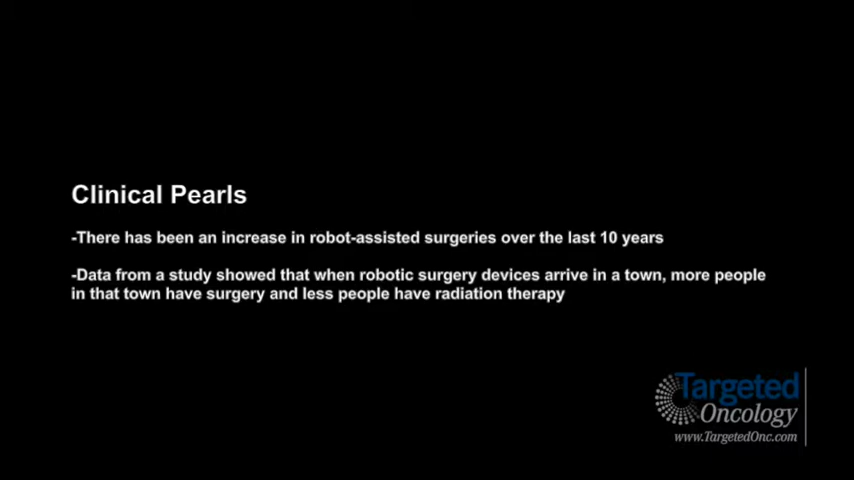 Clinical Pearls
-There has been an increase in robot-assisted surgeries over the last 10 years
-Data from a study showed that when robotic surgery devices arrive in a town, more people
in that town have surgery and less people have radiation therapy
Targeted
Oncology
www.TargetedOnc.com